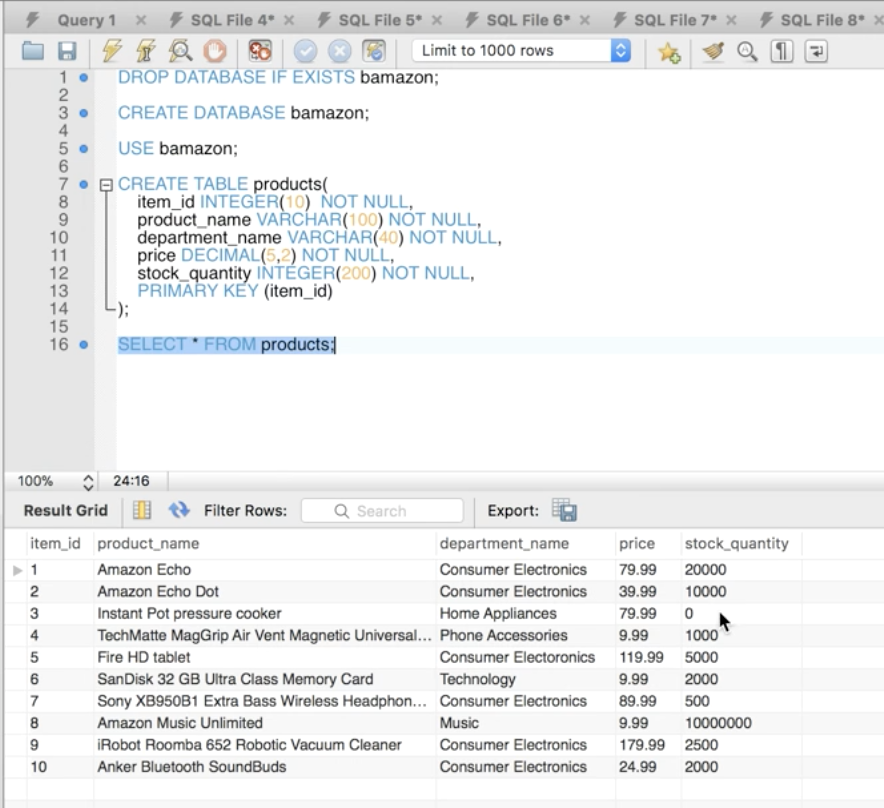 Query 1 × SQL File 4* × SQL File 5* × SQL File 6* × SQL File 7* × SQL File 8* ×
Limit to 1000 rows
1 DROP DATABASE IF EXISTS bamazon;
2
3 CREATE DATABASE bamazon;
4
5 USE bamazon;
6
7 CREATE TABLE products(
8 item_id INTEGER(10)  NOT NULL,
9 product_name VARCHAR(100) NOT NULL,
10 department_name VARCHAR(40) NOT NULL,
11 price DECIMAL(5,2) NOT NULL,
12 stock_quantity INTEGER(200) NOT NULL,
13 PRIMARY KEY (item_id)
14 );
15
16 SELECT * FROM products;
100% 24:16
Result Grid Filter Rows: Search Export:
item_id product_name department_name price stock_quantity
1 Amazon Echo Consumer Electronics 79.99 20000
2 Amazon Echo Dot Consumer Electronics 39.99 10000
3 Instant Pot pressure cooker Home Appliances 79.99 0
4 TechMatte MagGrip Air Vent Magnetic Universal... Phone Accessories 9.99 1000
5 Fire HD tablet Consumer Electoronics 119.99 5000
6 SanDisk 32 GB Ultra Class Memory Card Technology 9.99 2000
7 Sony XB950B1 Extra Bass Wireless Headphon... Consumer Electronics 89.99 500
8 Amazon Music Unlimited Music 9.99 10000000
9 iRobot Roomba 652 Robotic Vacuum Cleaner Consumer Electronics 179.99 2500
10 Anker Bluetooth SoundBuds Consumer Electronics 24.99 2000